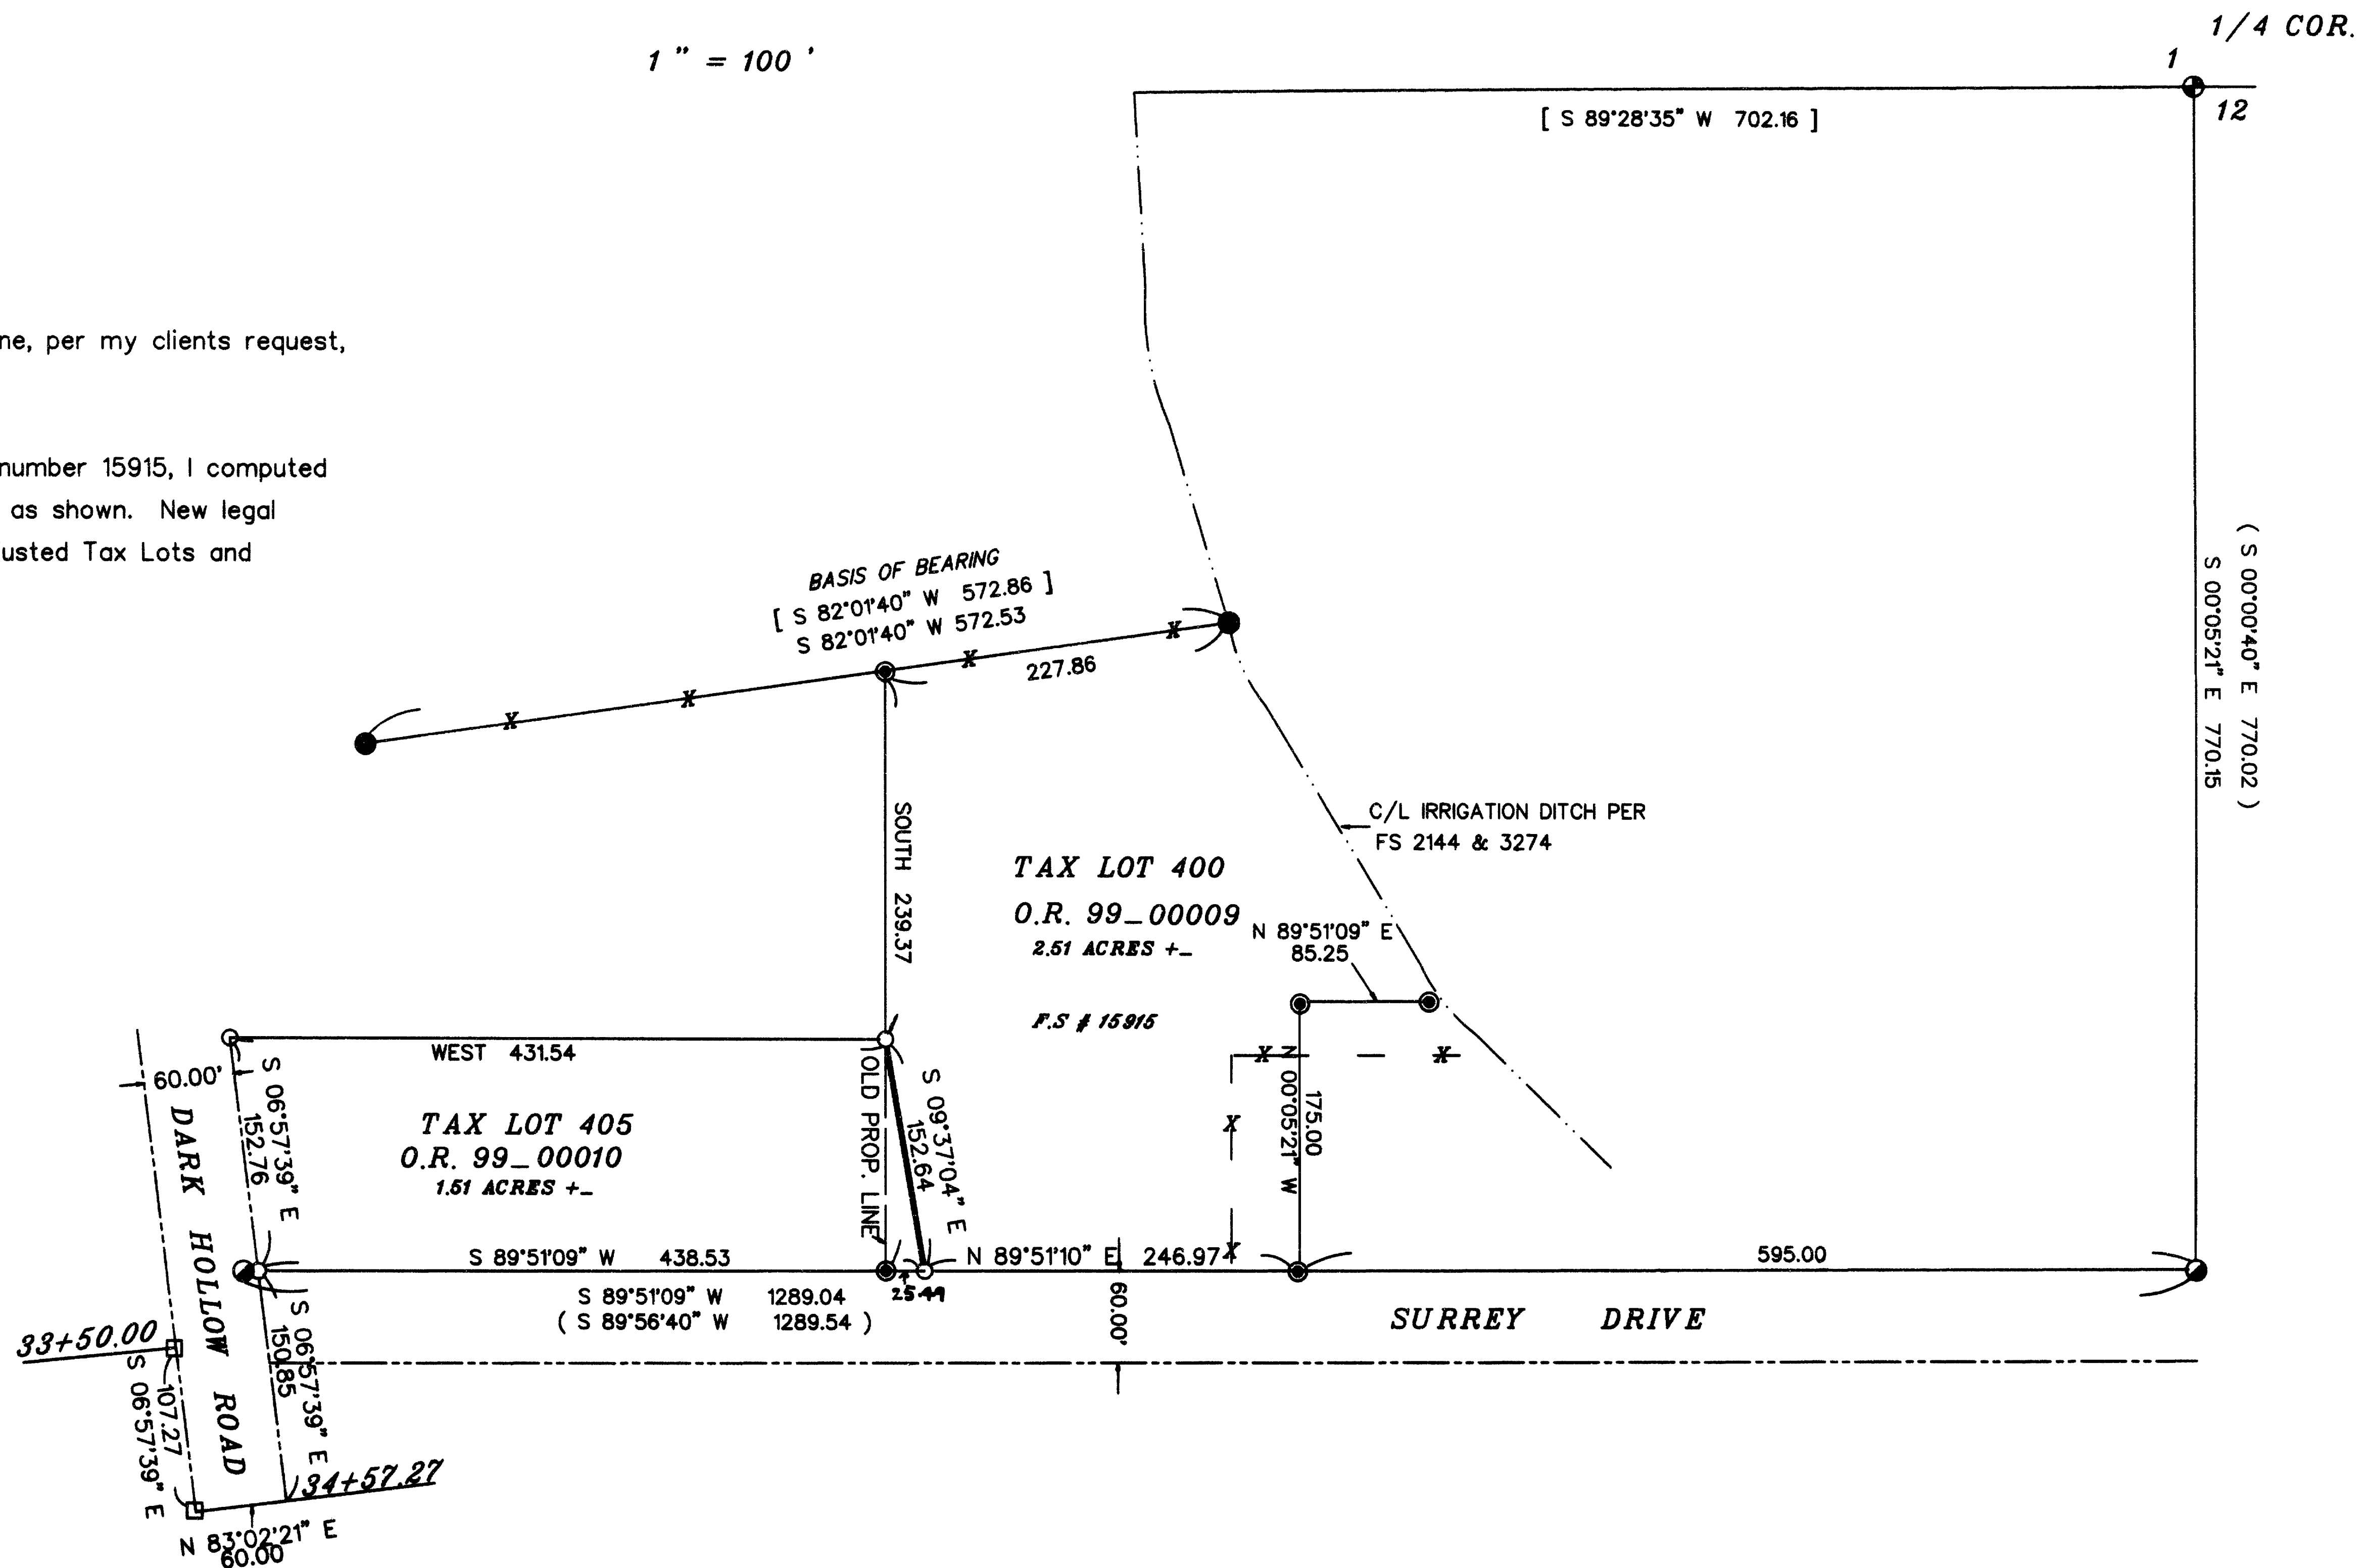 1/4 COR.
1 " = 100 '
1
12
[ S 89°28'35" W 702.16 ]
ne, per my clients request,
number 15915, I computed
as shown. New legal
usted Tax Lots and
BASIS OF BEARING
[ S 82°01'40" W 572.86 ]
S 82°01'40" W 572.53
227.86
( S 00°00'40" E 770.02 )
S 00°05'21" E 770.15
C/L IRRIGATION DITCH PER
FS 2144 & 3274
SOUTH 239.37
TAX LOT 400
O.R. 99_00009
2.51 ACRES +_
N 89°51'09" E
85.25
F.S # 15915
WEST 431.54
60.00'
S 06°57'39" E
152.76
DARK HOLLOW ROAD
TAX LOT 405
O.R. 99_00010
1.51 ACRES +_
OLD PROP. LINE
S 09°37'04" E
152.64
N 00°05'21" W
175.00
S 89°51'09" W 438.53
N 89°51'10" E 246.97
595.00
S 89°51'09" W 1289.04
( S 89°56'40" W 1289.54 )
25.49
60.00'
SURREY DRIVE
33+50.00
S 06°57'39" E
150.85
107.27
S 06°57'39" E
34+57.27
N 83°02'21" E
60.00